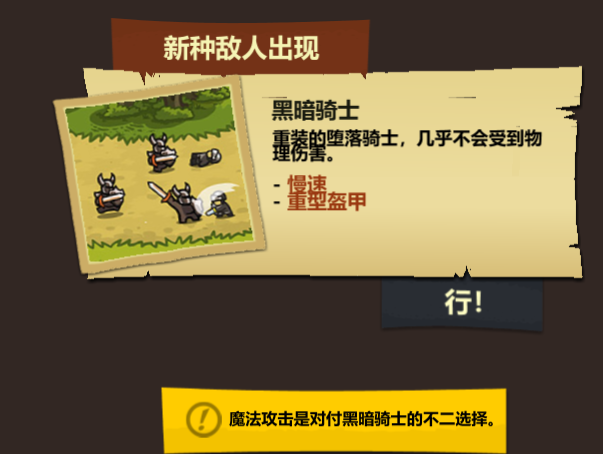 新种敌人出现
黑暗骑士
重装的堕落骑士，几乎不会受到物
理伤害。
- 慢速
- 重型盔甲
行！
魔法攻击是对付黑暗骑士的不二选择。